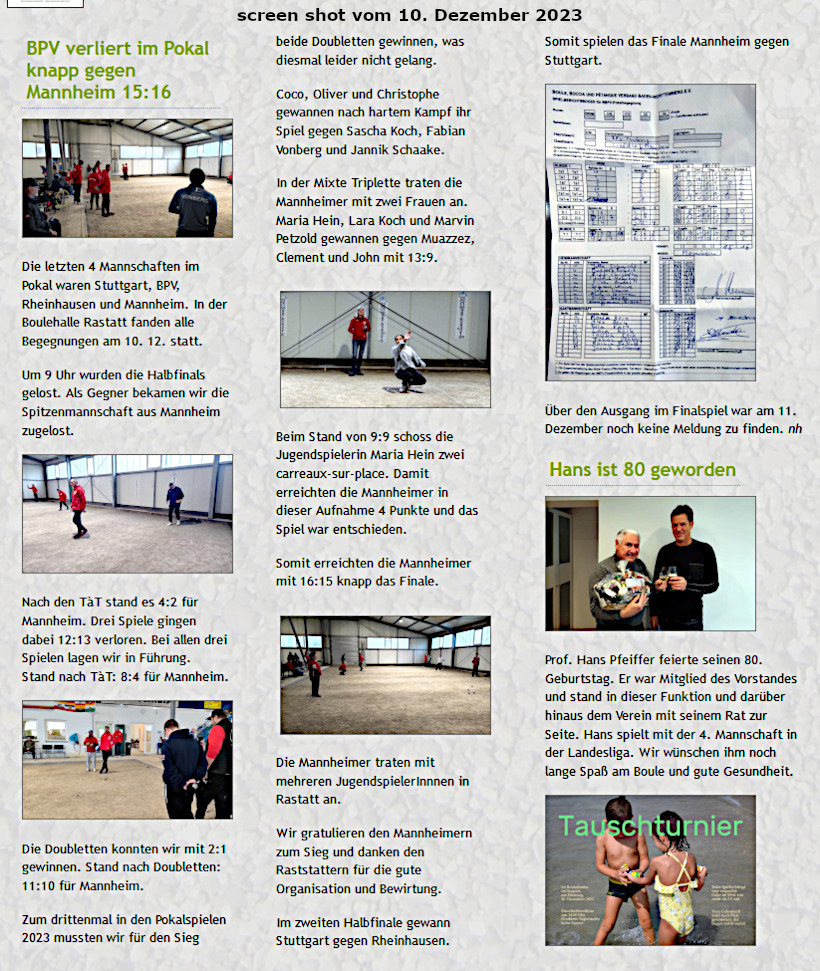 screen shot vom 10. Dezember 2023
BPV verliert im Pokal
knapp gegen
Mannheim 15:16
VONBERG
Die letzten 4 Mannschaften im
Pokal waren Stuttgart, BPV,
Rheinhausen und Mannheim. In der
Boulehalle Rastatt fanden alle
Begegnungen am 10. 12. statt.
Um 9 Uhr wurden die Halbfinals
gelost. Als Gegner bekamen wir die
Spitzenmannschaft aus Mannheim
zugelost.
Nach den TàT stand es 4:2 für
Mannheim. Drei Spiele gingen
dabei 12:13 verloren. Bei allen drei
Spielen lagen wir in Führung.
Stand nach TàT: 8:4 für Mannheim.
Die Doubletten konnten wir mit 2:1
gewinnen. Stand nach Doubletten:
11:10 für Mannheim.
Zum drittenmal in den Pokalspielen
2023 mussten wir für den Sieg
beide Doubletten gewinnen, was
diesmal leider nicht gelang.
Coco, Oliver und Christophe
gewannen nach hartem Kampf ihr
Spiel gegen Sascha Koch, Fabian
Vonberg und Jannik Schaake.
In der Mixte Triplette traten die
Mannheimer mit zwei Frauen an.
Maria Hein, Lara Koch und Marvin
Petzold gewannen gegen Muazzez,
Clement und John mit 13:9.
Beim Stand von 9:9 schoss die
Jugendspielerin Maria Hein zwei
carreaux-sur-place. Damit
erreichten die Mannheimer in
dieser Aufnahme 4 Punkte und das
Spiel war entschieden.
Somit erreichten die Mannheimer
mit 16:15 knapp das Finale.
Die Mannheimer traten mit
mehreren JugendspielerInnnen in
Rastatt an.
Wir gratulieren den Mannheimern
zum Sieg und danken den
Raststattern für die gute
Organisation und Bewirtung.
Im zweiten Halbfinale gewann
Stuttgart gegen Rheinhausen.
Somit spielen das Finale Mannheim gegen
Stuttgart.
BOULE, BOCCIA UND PÉTANQUE VERBAND
Über den Ausgang im Finalspiel war am 11.
Dezember noch keine Meldung zu finden. nh
Hans ist 80 geworden
Prof. Hans Pfeiffer feierte seinen 80.
Geburtstag. Er war Mitglied des Vorstandes
und stand in dieser Funktion und darüber
hinaus dem Verein mit seinem Rat zur
Seite. Hans spielt mit der 4. Mannschaft in
der Landesliga. Wir wünschen ihm noch
lange Spaß am Boule und gute Gesundheit.
Tauschturnier